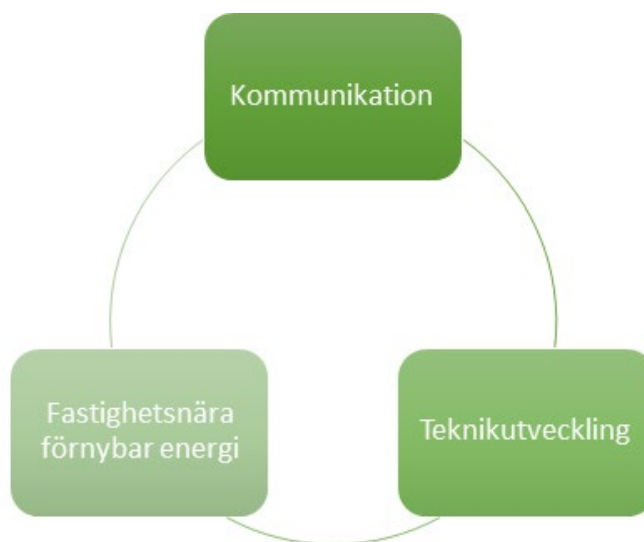 Kommunikation
Fastighetsnära
förnybar energi
Teknikutveckling